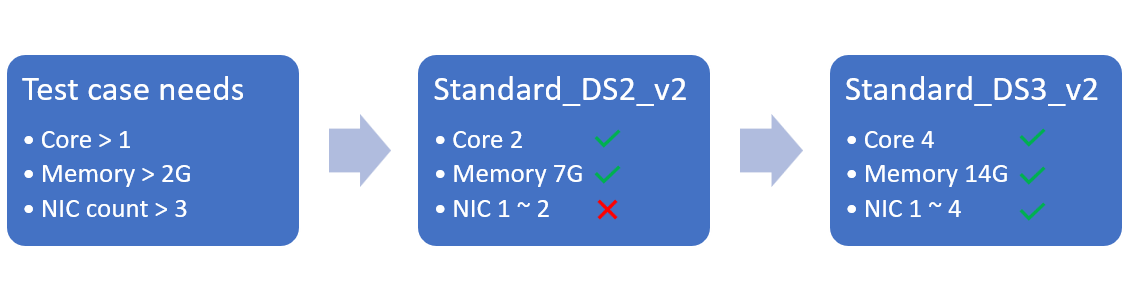 Test case needs
• Core > 1
• Memory > 2G
• NIC count > 3
Standard_DS2_v2
• Core 2
• Memory 7G
• NIC 1 ~ 2
Standard_DS3_v2
• Core 4
• Memory 14G
• NIC 1 ~ 4